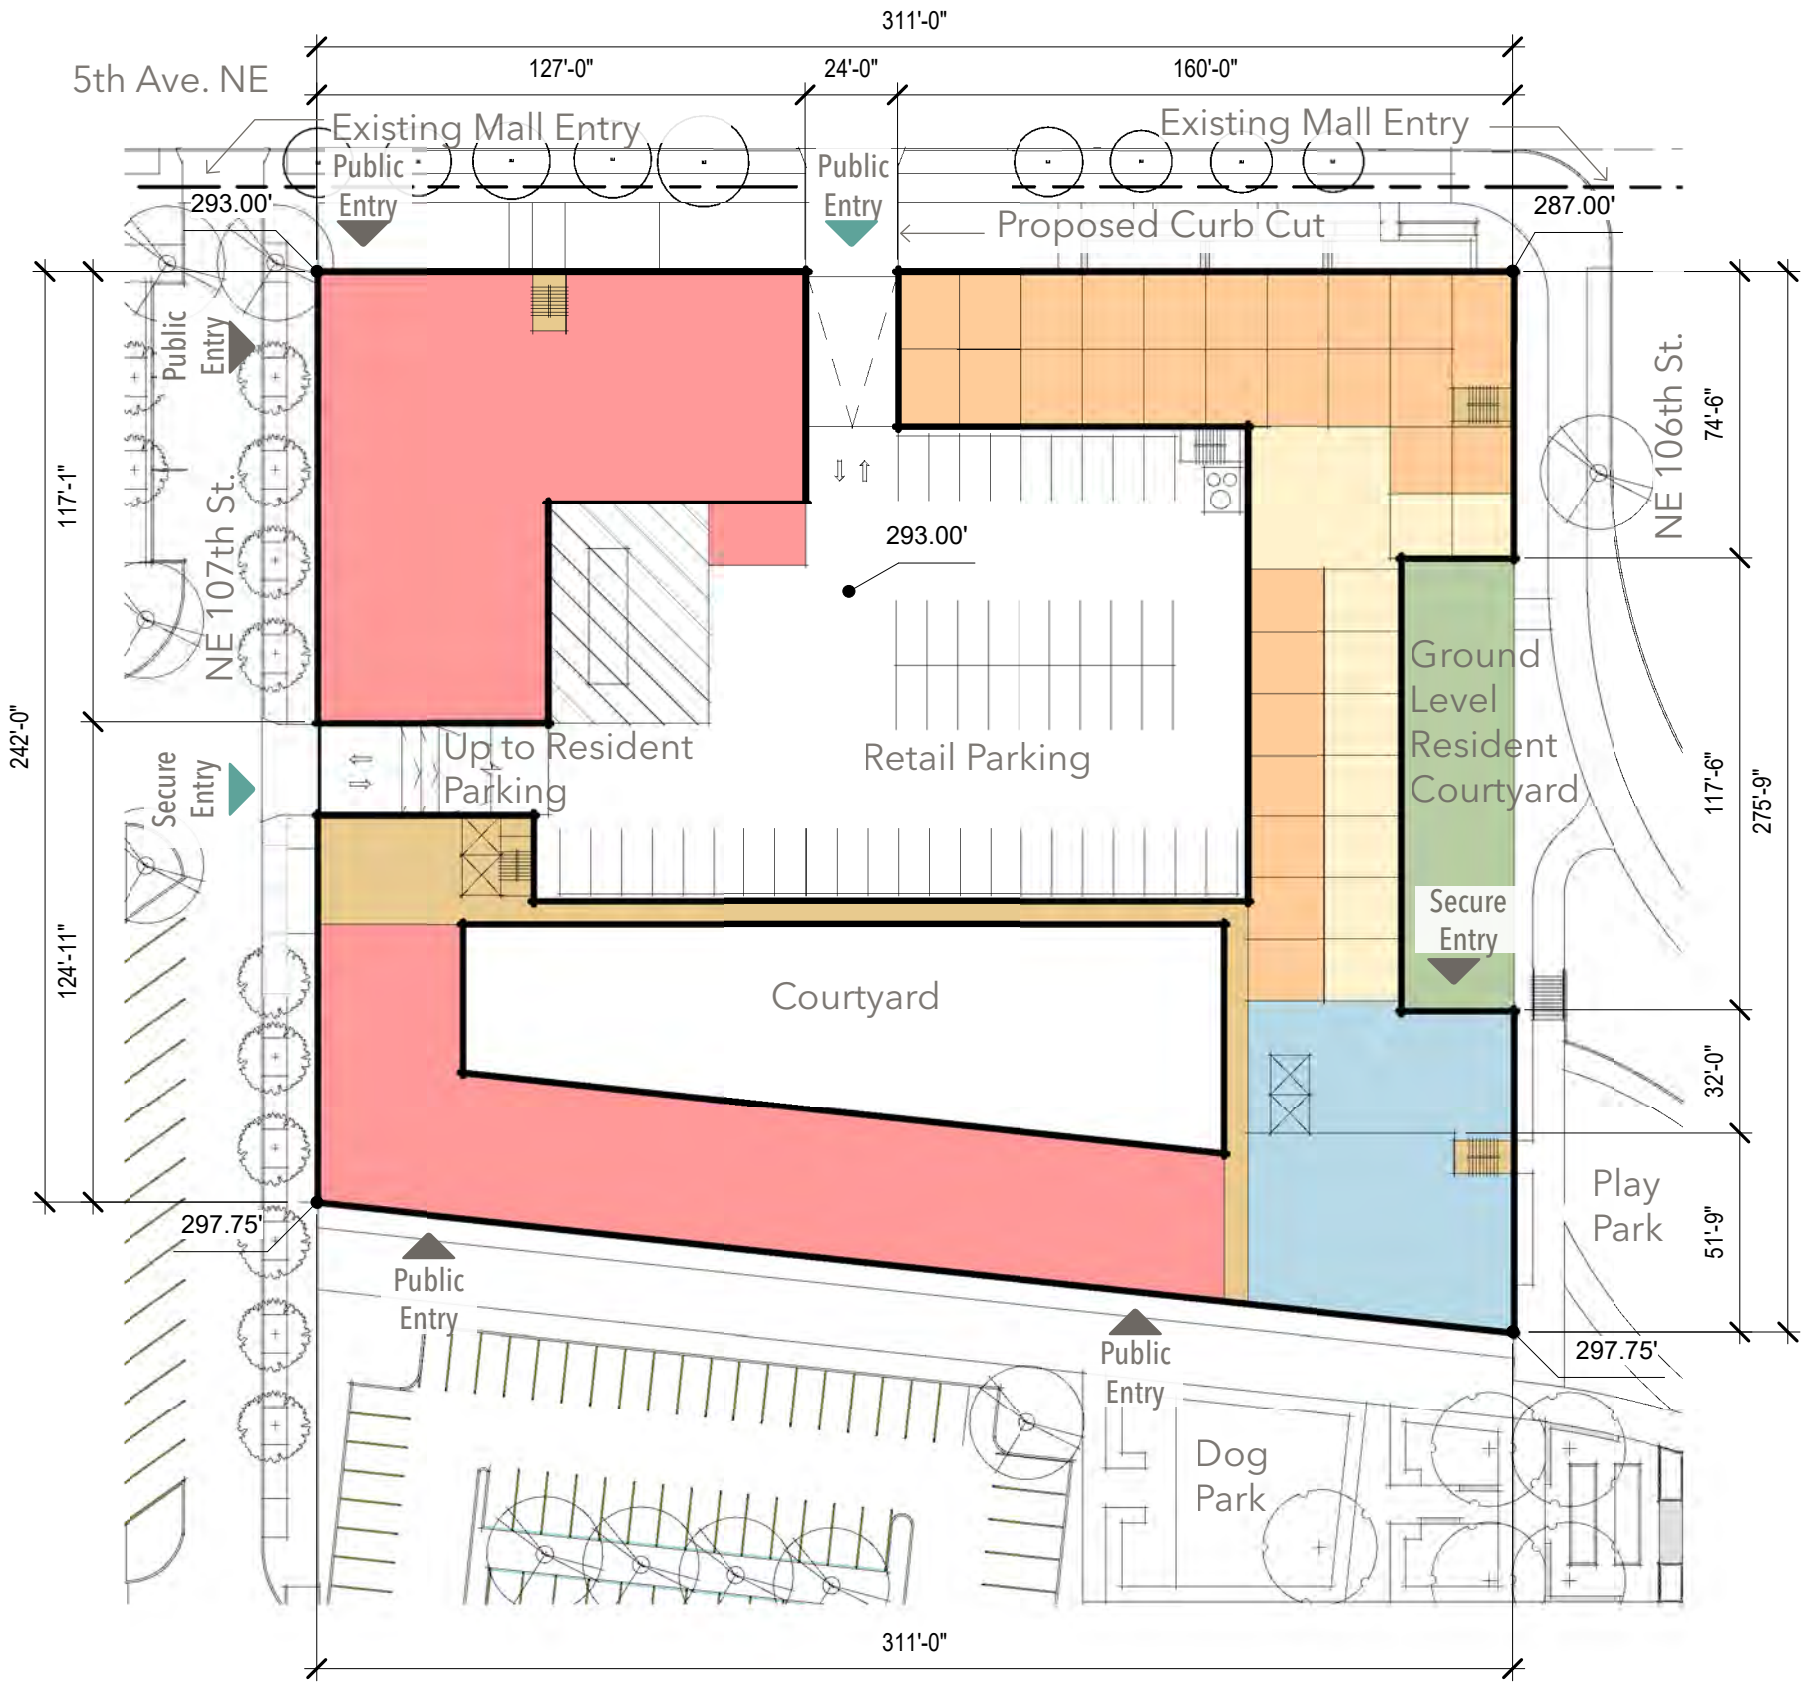 311'-0"
127'-0"
24'-0"
160'-0"
5th Ave. NE
Existing Mall Entry
Existing Mall Entry
Public
Entry
Public
Entry
293.00'
287.00'
Proposed Curb Cut
Public
Entry
NE 107th St.
NE 106th St.
117'-1"
242'-0"
124'-11"
74'-6"
117'-6"
275'-9"
32'-0"
51'-9"
293.00'
Ground
Level
Resident
Courtyard
Up to Resident
Parking
Retail Parking
Secure
Entry
Secure
Entry
Courtyard
Play
Park
297.75'
297.75'
Public
Entry
Public
Entry
Dog
Park
311'-0"